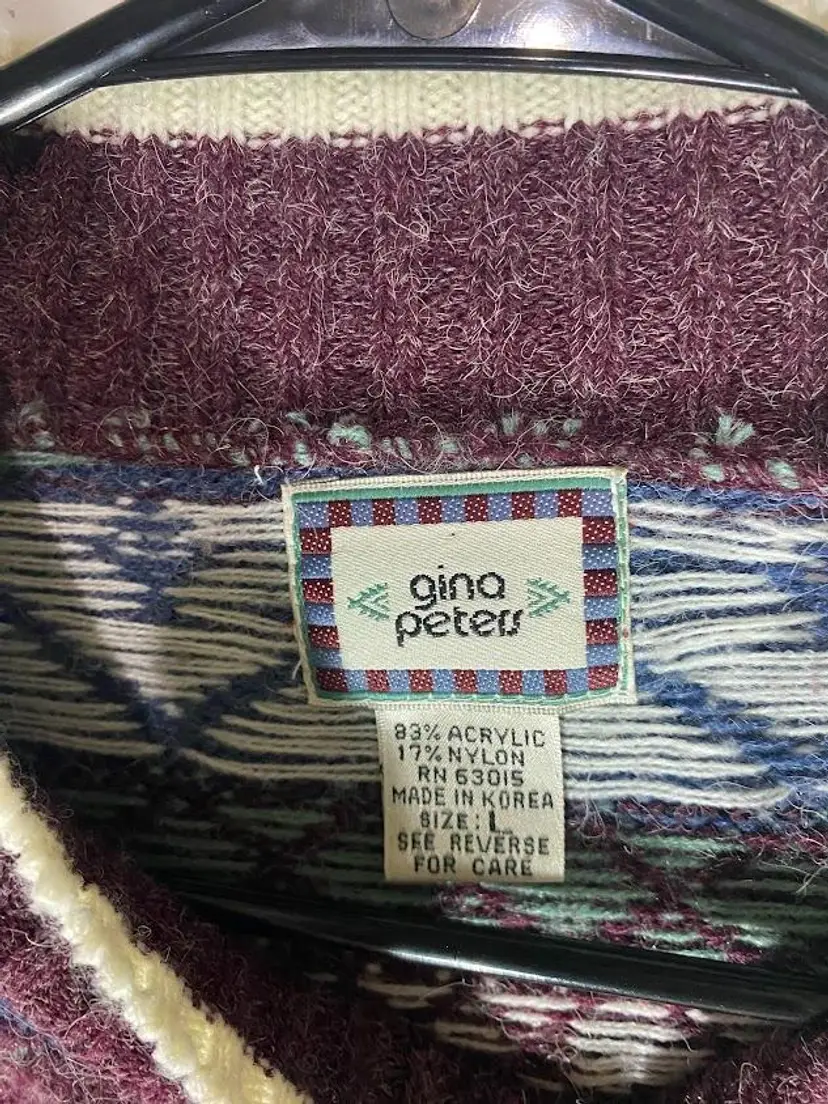 gina
peters
83% ACRYLIC
17% NYLON
RN 63015
MADE IN KOREA
SIZE: L
SEE REVERSE
FOR CARE